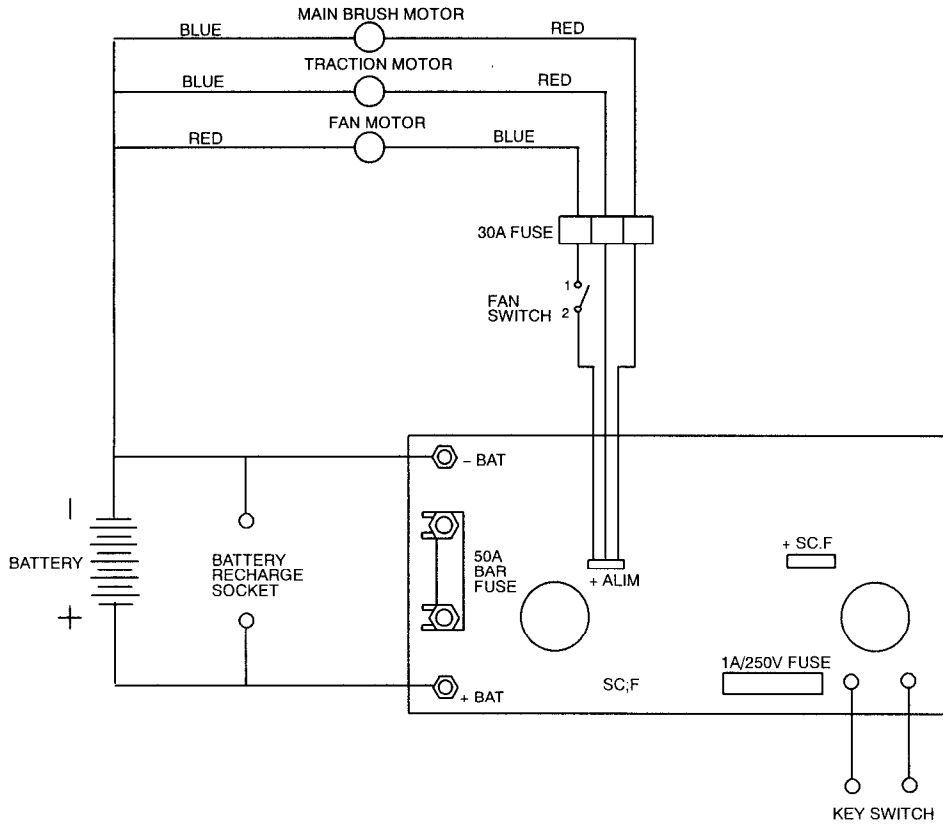 MAIN BRUSH MOTOR
BLUE
RED
TRACTION MOTOR
BLUE
RED
FAN MOTOR
RED
BLUE
30A FUSE
1
FAN
SWITCH
2
− BAT
−
BATTERY
+
BATTERY
RECHARGE
SOCKET
50A
BAR
FUSE
+ ALIM
+ SC.F
1A/250V FUSE
SC;F
+ BAT
KEY SWITCH